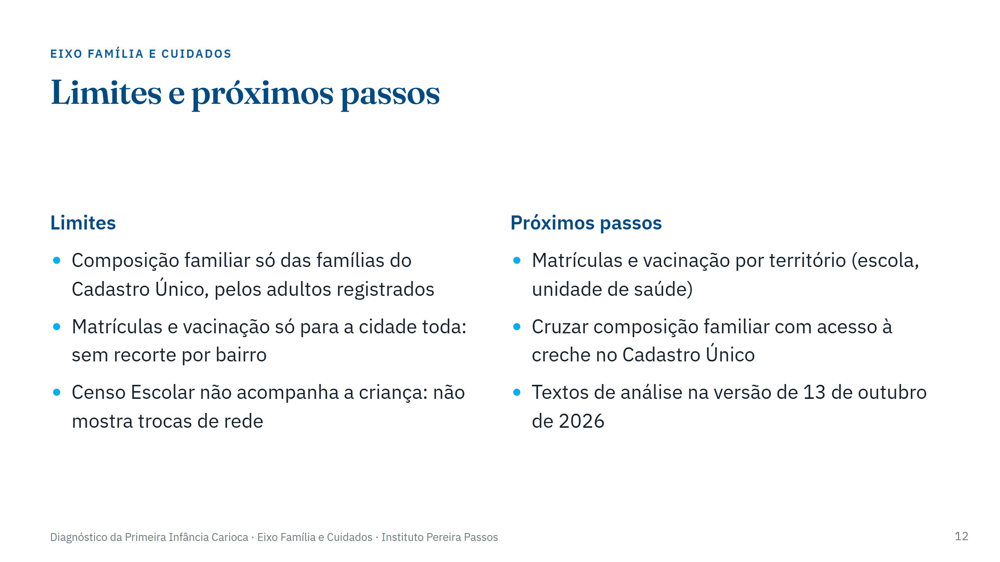 EIXO FAMÍLIA E CUIDADOS
Limites e próximos passos
Limites
Composição familiar só das famílias do
Cadastro Único, pelos adultos registrados
Matrículas e vacinação só para a cidade toda:
sem recorte por bairro
Censo Escolar não acompanha a criança: não
mostra trocas de rede
Próximos passos
Matrículas e vacinação por território (escola,
unidade de saúde)
Cruzar composição familiar com acesso à
creche no Cadastro Único
Textos de análise na versão de 13 de outubro
de 2026
Diagnóstico da Primeira Infância Carioca · Eixo Família e Cuidados · Instituto Pereira Passos
12